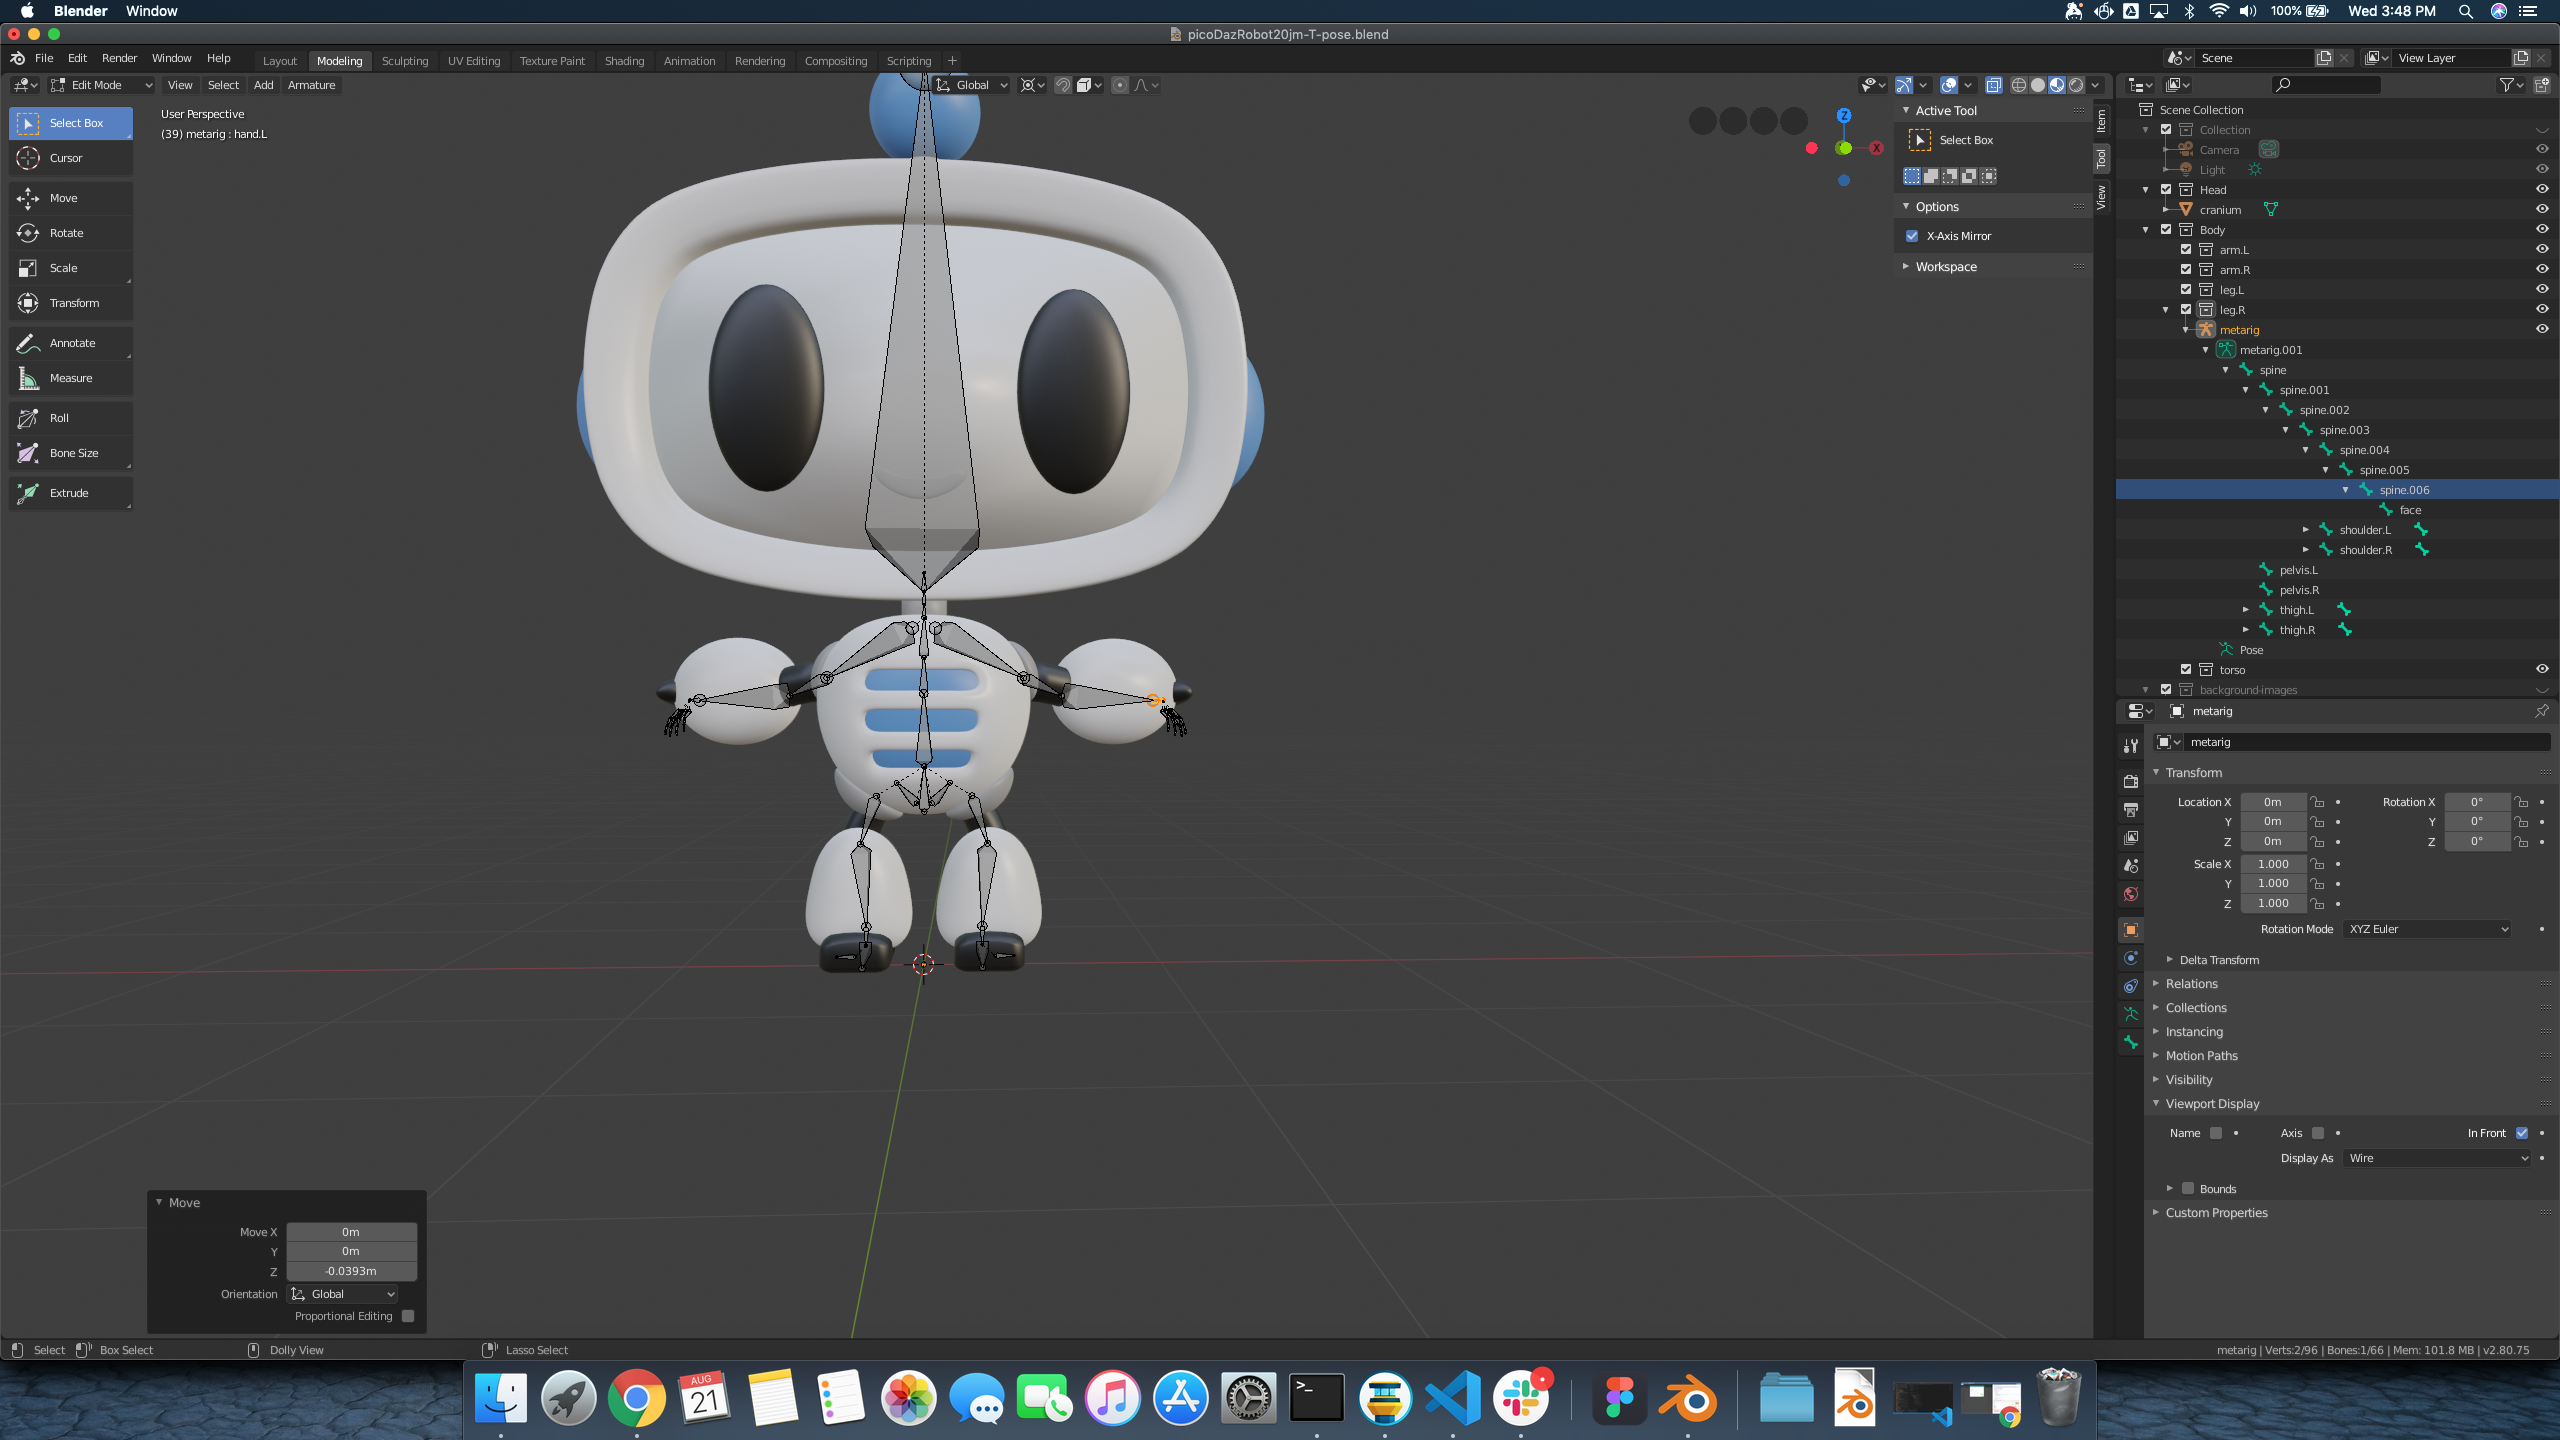 Blender Window 100% Wed 3:48 PM
picoDazRobot20jm-T-pose.blend
File Edit Render Window Help Layout Modeling Sculpting UV Editing Texture Paint Shading Animation Rendering Compositing Scripting + Scene View Layer
Edit Mode View Select Add Armature Global
Select Box
Cursor
Move
Rotate
Scale
Transform
Annotate
Measure
Roll
Bone Size
Extrude
User Perspective
(39) metarig : hand.L
Z
X
Active Tool
Select Box
Options
X-Axis Mirror
Workspace
Item
Tool
View
Scene Collection
Collection
Camera
Light
Head
cranium
Body
arm.L
arm.R
leg.L
leg.R
metarig
metarig.001
spine
spine.001
spine.002
spine.003
spine.004
spine.005
spine.006
face
shoulder.L
shoulder.R
pelvis.L
pelvis.R
thigh.L
thigh.R
Pose
torso
background-images
metarig
metarig
Transform
Location X 0m Rotation X 0°
Y 0m Y 0°
Z 0m Z 0°
Scale X 1.000
Y 1.000
Z 1.000
Rotation Mode XYZ Euler
Delta Transform
Relations
Collections
Instancing
Motion Paths
Visibility
Viewport Display
Name Axis In Front
Display As Wire
Bounds
Custom Properties
Move
Move X 0m
Y 0m
Z -0.0393m
Orientation Global
Proportional Editing
Select Box Select Dolly View Lasso Select metarig | Verts:2/96 | Bones:1/66 | Mem: 101.8 MB | v2.80.75
AUG
21
>_